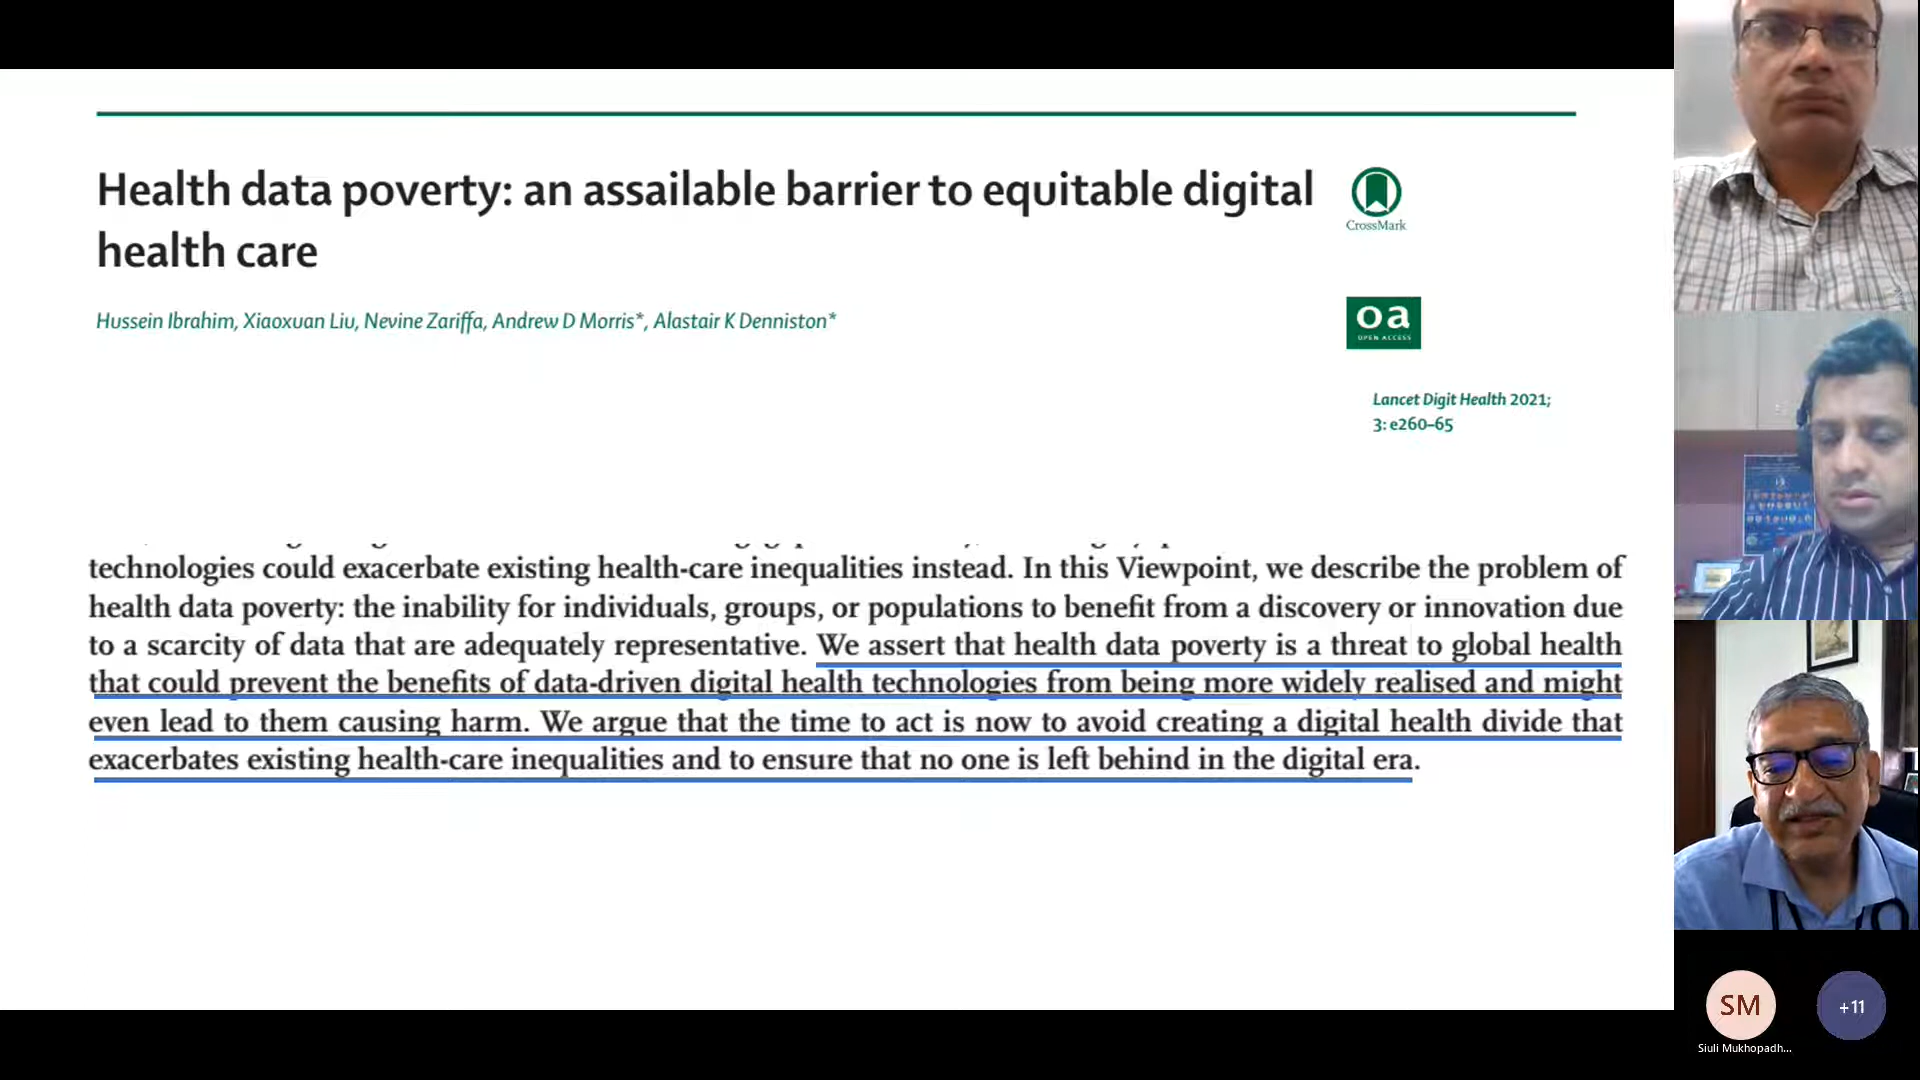 Health data poverty: an assailable barrier to equitable digital
health care
CrossMark
Hussein Ibrahim, Xiaoxuan Liu, Nevine Zariffa, Andrew D Morris*, Alastair K Denniston*
oa
OPEN ACCESS
Lancet Digit Health 2021;
3: e260–65
technologies could exacerbate existing health-care inequalities instead. In this Viewpoint, we describe the problem of
health data poverty: the inability for individuals, groups, or populations to benefit from a discovery or innovation due
to a scarcity of data that are adequately representative. We assert that health data poverty is a threat to global health
that could prevent the benefits of data-driven digital health technologies from being more widely realised and might
even lead to them causing harm. We argue that the time to act is now to avoid creating a digital health divide that
exacerbates existing health-care inequalities and to ensure that no one is left behind in the digital era.
SM
+11
Siuli Mukhopadh...